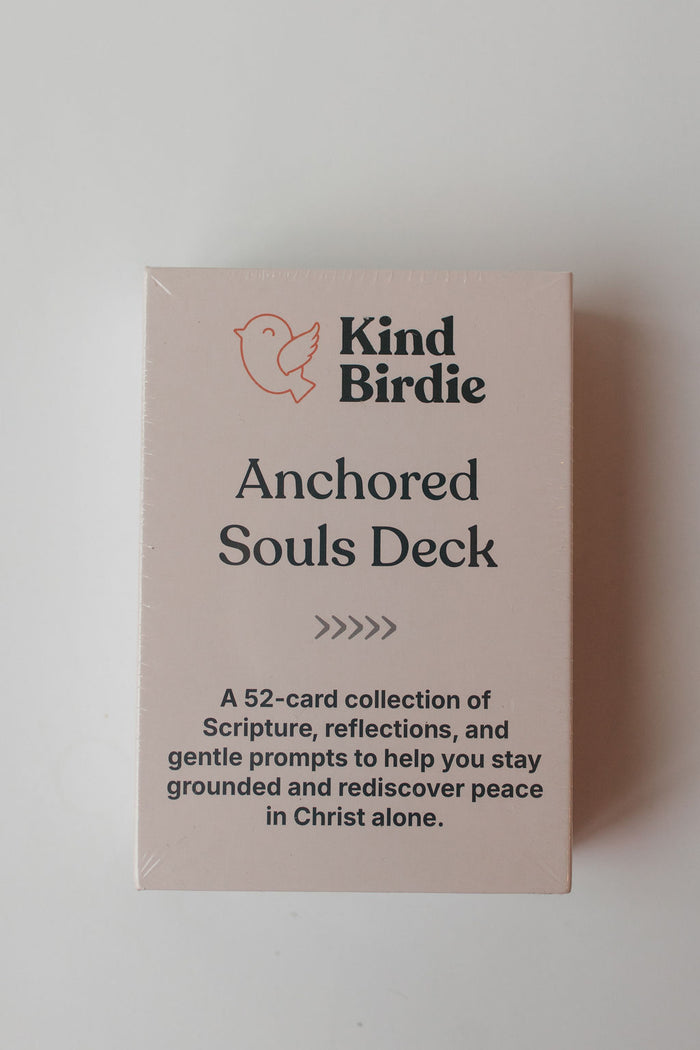 Kind
Birdie
Anchored
Souls Deck
A 52-card collection of
Scripture, reflections, and
gentle prompts to help you stay
grounded and rediscover peace
in Christ alone.